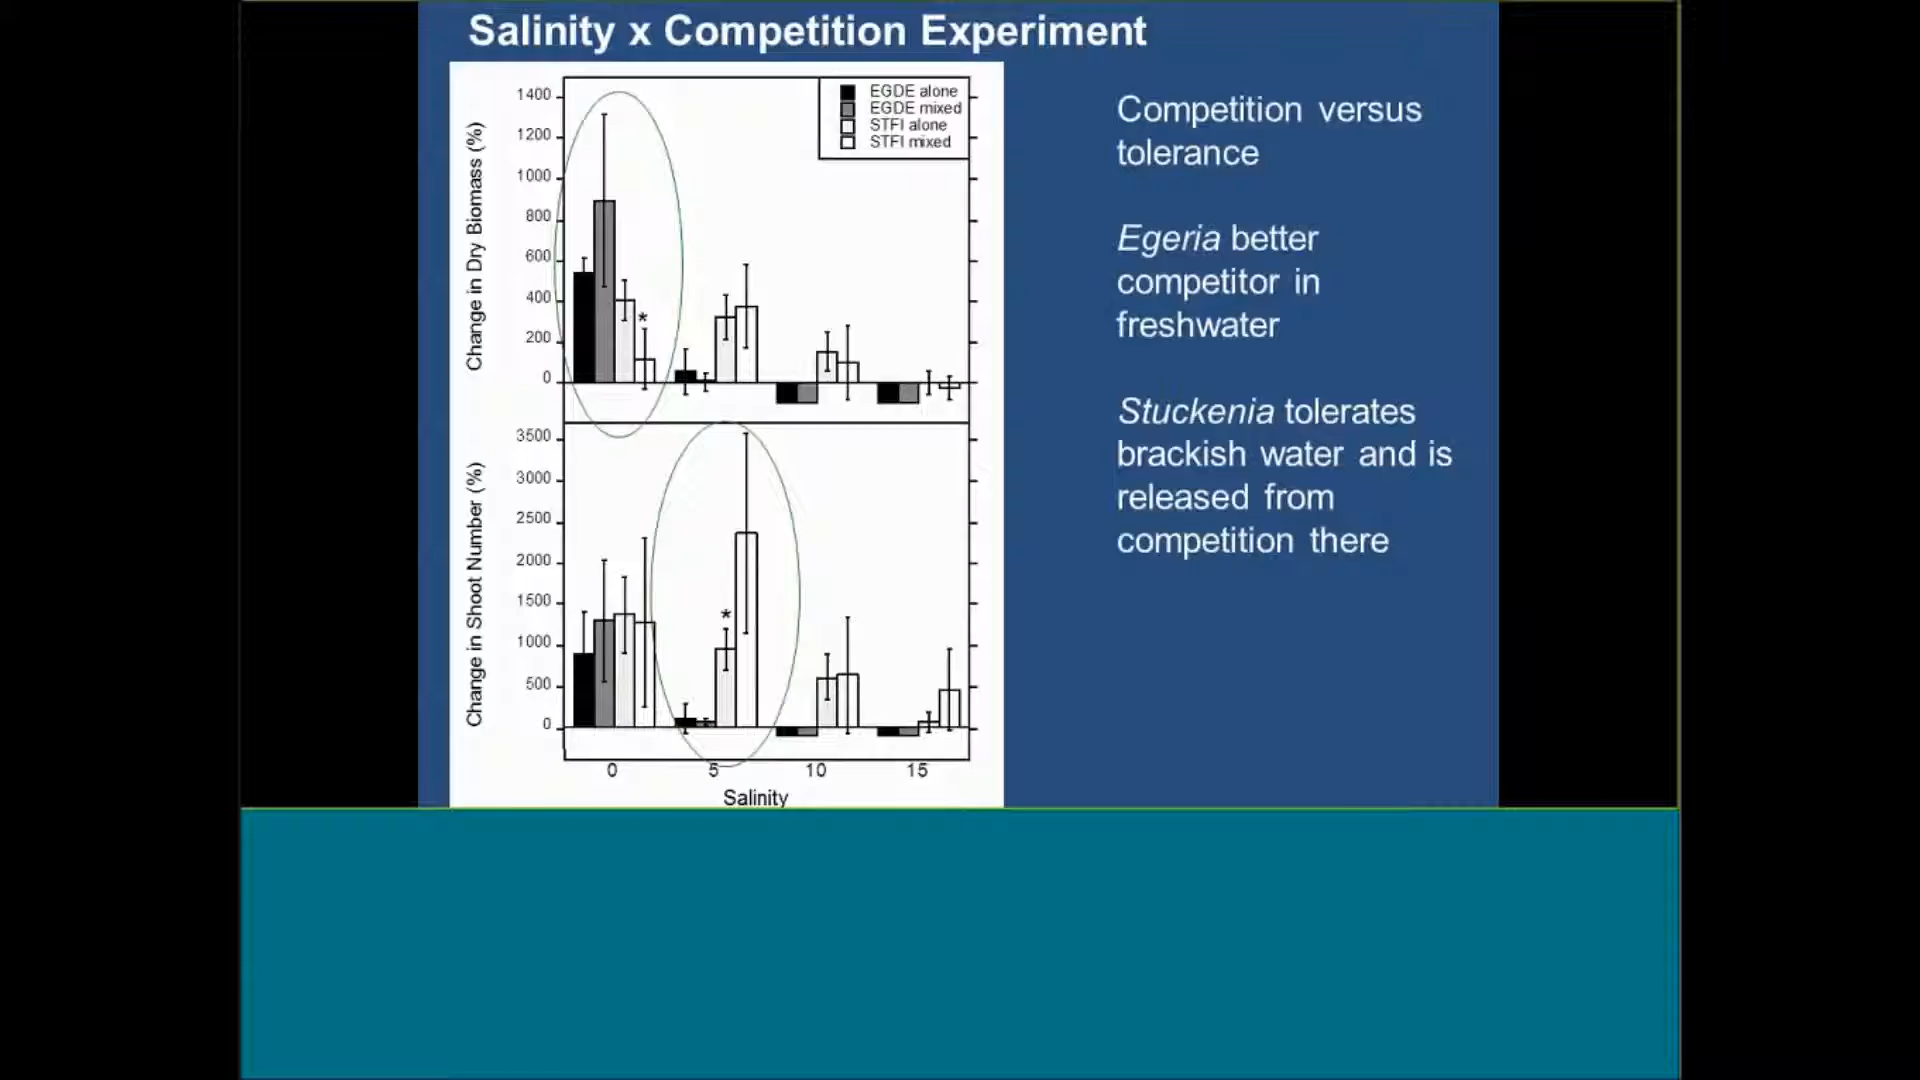 Salinity x Competition Experiment
1400
1200
1000
800
600
400
200
0
Change in Dry Biomass (%)
EGDE alone
EGDE mixed
STFI alone
STFI mixed
*
3500
3000
2500
2000
1500
1000
500
0
Change in Shoot Number (%)
*
0 5 10 15
Salinity
Competition versus
tolerance
Egeria better
competitor in
freshwater
Stuckenia tolerates
brackish water and is
released from
competition there